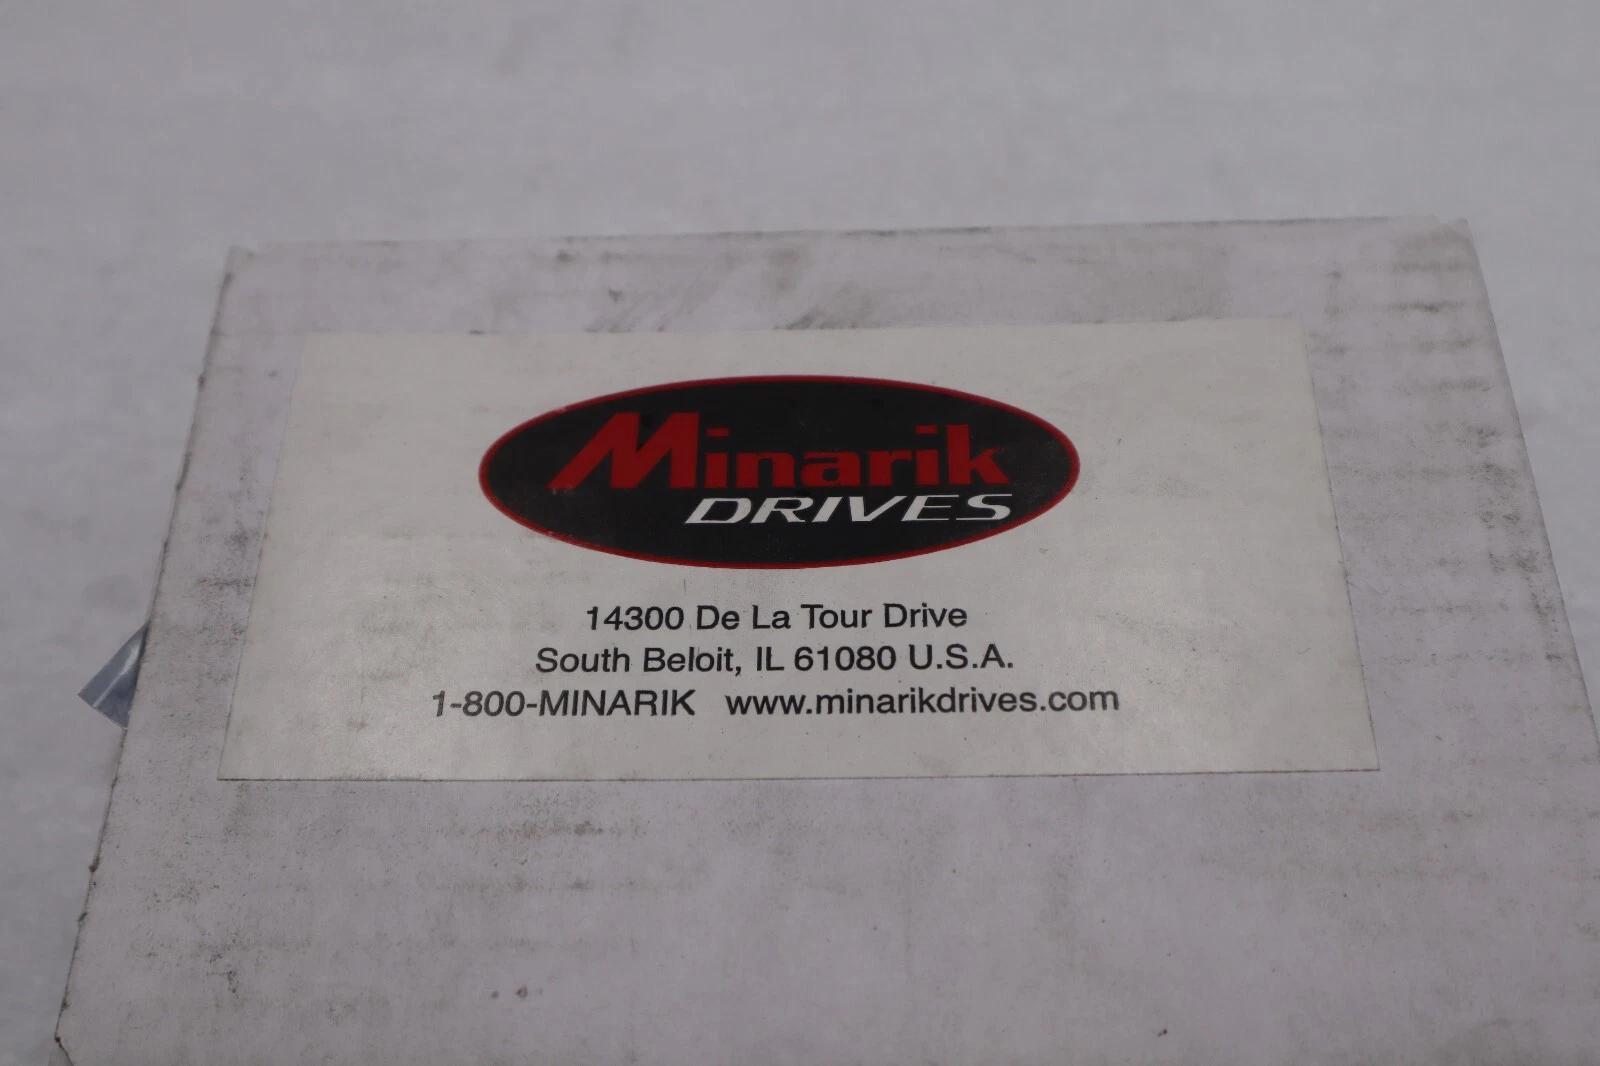 Minarik
DRIVES
14300 De La Tour Drive
South Beloit, IL 61080 U.S.A.
1-800-MINARIK www.minarikdrives.com